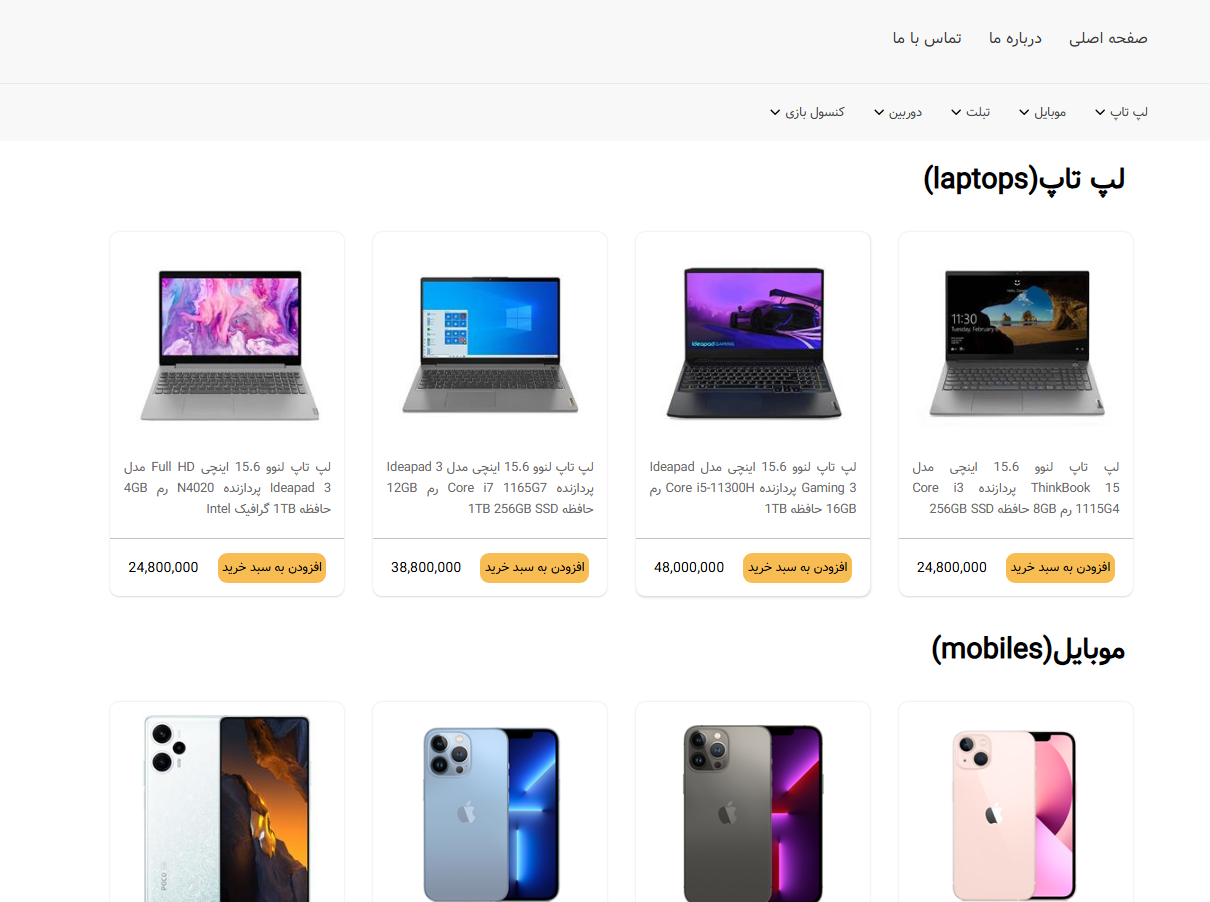 صفحه اصلی
درباره ما
تماس با ما
لپ تاپ
موبایل
تبلت
دوربین
کنسول بازی
لپ تاپ(laptops)
11:30
Tuesday, February
ideapad GAMING
لپ تاپ لنوو 15.6 اینچی مدل
ThinkBook 15 پردازنده Core i3
1115G4 رم 8GB حافظه 256GB SSD
افزودن به سبد خرید
24,800,000
لپ تاپ لنوو 15.6 اینچی مدل Ideapad
Gaming 3 پردازنده Core i5-11300H رم
16GB حافظه 1TB
افزودن به سبد خرید
48,000,000
لپ تاپ لنوو 15.6 اینچی مدل Ideapad 3
پردازنده Core i7 1165G7 رم 12GB
حافظه 1TB 256GB SSD
افزودن به سبد خرید
38,800,000
لپ تاپ لنوو 15.6 اینچی Full HD مدل
Ideapad 3 پردازنده N4020 رم 4GB
حافظه 1TB گرافیک Intel
افزودن به سبد خرید
24,800,000
موبایل(mobiles)
POCO